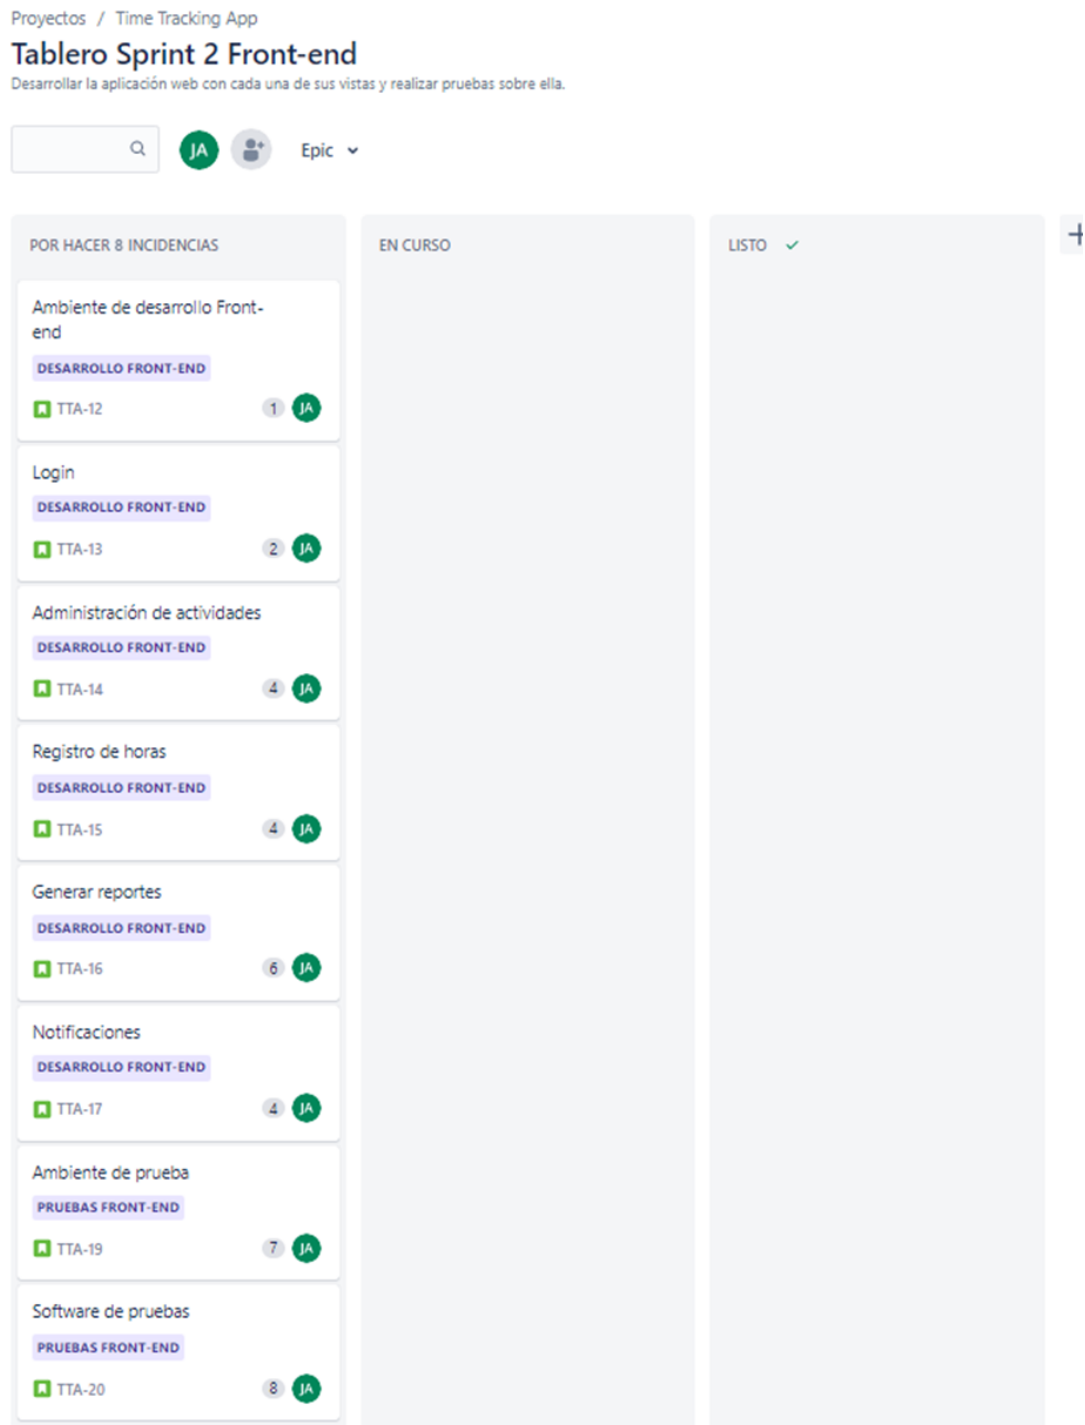 Proyectos / Time Tracking App
Tablero Sprint 2 Front-end
Desarrollar la aplicación web con cada una de sus vistas y realizar pruebas sobre ella.
JA
Epic
POR HACER 8 INCIDENCIAS
EN CURSO
LISTO
Ambiente de desarrollo Front-
end
DESARROLLO FRONT-END
TTA-12 1 JA
Login
DESARROLLO FRONT-END
TTA-13 2 JA
Administración de actividades
DESARROLLO FRONT-END
TTA-14 4 JA
Registro de horas
DESARROLLO FRONT-END
TTA-15 4 JA
Generar reportes
DESARROLLO FRONT-END
TTA-16 6 JA
Notificaciones
DESARROLLO FRONT-END
TTA-17 4 JA
Ambiente de prueba
PRUEBAS FRONT-END
TTA-19 7 JA
Software de pruebas
PRUEBAS FRONT-END
TTA-20 8 JA